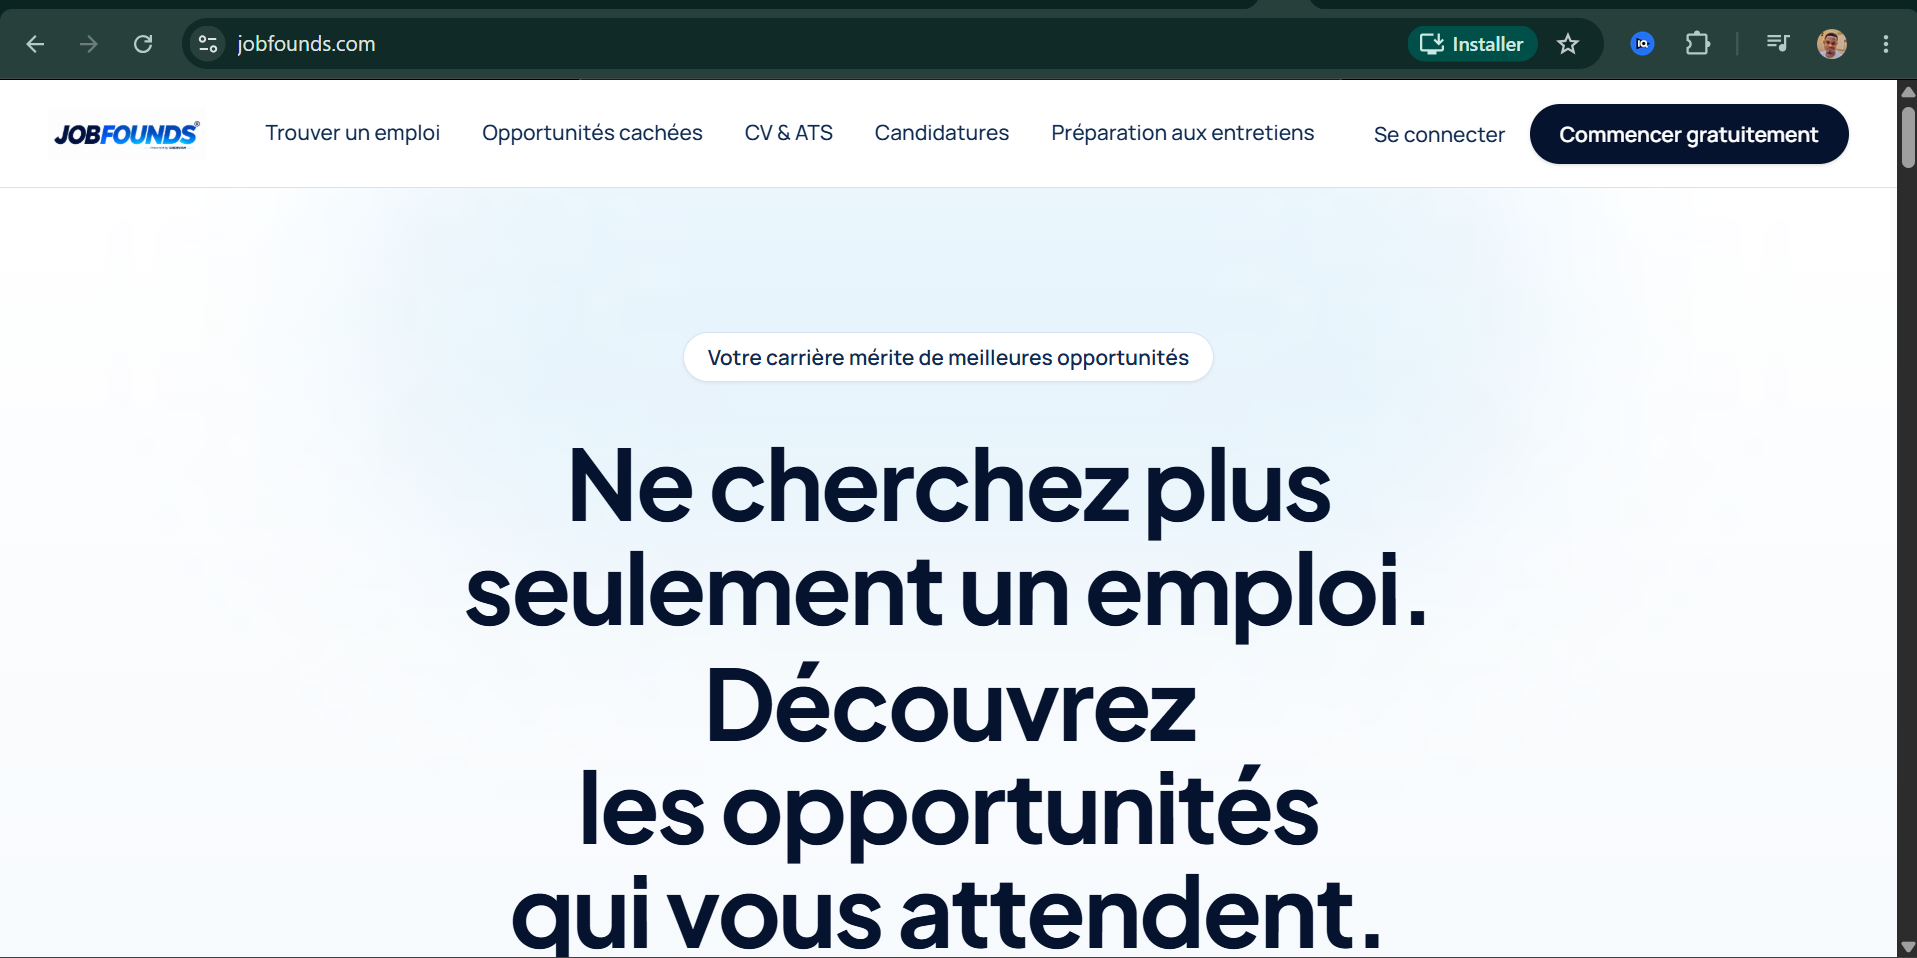 jobfounds.com
Installer
JOBFOUNDS®
Trouver un emploi
Opportunités cachées
CV & ATS
Candidatures
Préparation aux entretiens
Se connecter
Commencer gratuitement
Votre carrière mérite de meilleures opportunités
Ne cherchez plus
seulement un emploi.
Découvrez
les opportunités
qui vous attendent.